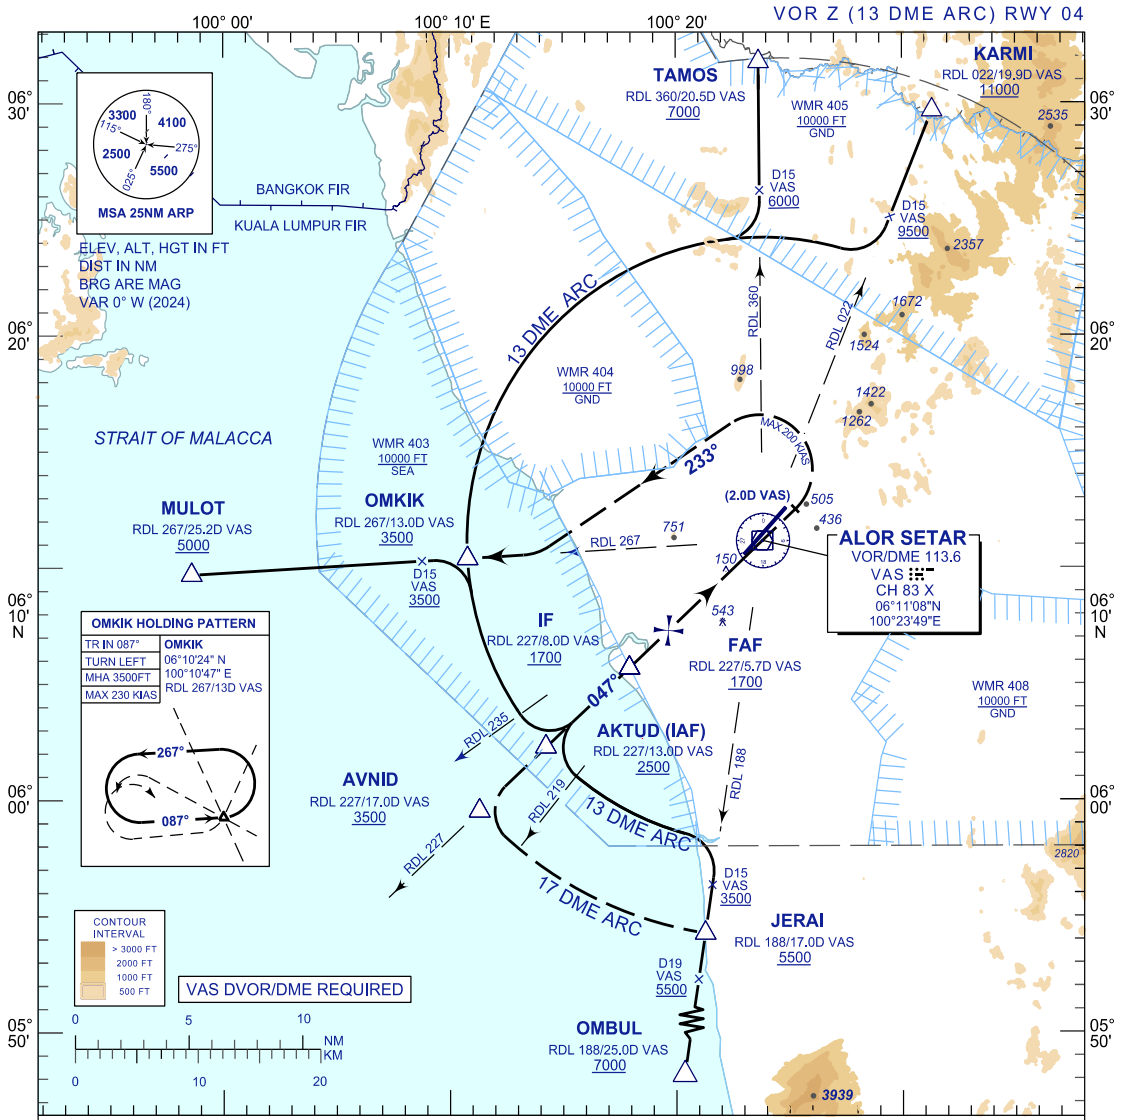 VOR Z (13 DME ARC) RWY 04
100° 00'
100° 10' E
100° 20'
06°
30'
06°
20'
06°
10'
N
06°
00'
05°
50'
06°
30'
06°
20'
06°
10'
N
06°
00'
05°
50'
3300
180°
4100
115°
275°
2500
5500
025°
MSA 25NM ARP
ELEV, ALT, HGT IN FT
DIST IN NM
BRG ARE MAG
VAR 0° W (2024)
BANGKOK FIR
KUALA LUMPUR FIR
TAMOS
RDL 360/20.5D VAS
7000
WMR 405
10000 FT
GND
KARMI
RDL 022/19.9D VAS
11000
2535
D15
VAS
6000
D15
VAS
9500
2357
13 DME ARC
RDL 360
RDL 022
1672
1524
998
1422
1262
WMR 404
10000 FT
GND
STRAIT OF MALACCA
WMR 403
10000 FT
SEA
233°
MAX 200 KIAS
MULOT
RDL 267/25.2D VAS
5000
OMKIK
RDL 267/13.0D VAS
3500
(2.0D VAS)
505
436
751
RDL 267
150
543
D15
VAS
3500
ALOR SETAR
VOR/DME 113.6
VAS
CH 83 X
06°11'08"N
100°23'49"E
OMKIK HOLDING PATTERN
TR IN 087°
TURN LEFT
MHA 3500FT
MAX 230 KIAS
OMKIK
06°10'24" N
100°10'47" E
RDL 267/13D VAS
267°
087°
IF
RDL 227/8.0D VAS
1700
FAF
RDL 227/5.7D VAS
1700
047°
WMR 408
10000 FT
GND
RDL 235
AKTUD (IAF)
RDL 227/13.0D VAS
2500
RDL 188
AVNID
RDL 227/17.0D VAS
3500
RDL 219
13 DME ARC
RDL 227
2820
17 DME ARC
D15
VAS
3500
JERAI
RDL 188/17.0D VAS
5500
D19
VAS
5500
CONTOUR
INTERVAL
> 3000 FT
2000 FT
1000 FT
500 FT
VAS DVOR/DME REQUIRED
0 5 10
NM
KM
0 10 20
OMBUL
RDL 188/25.0D VAS
7000
3939